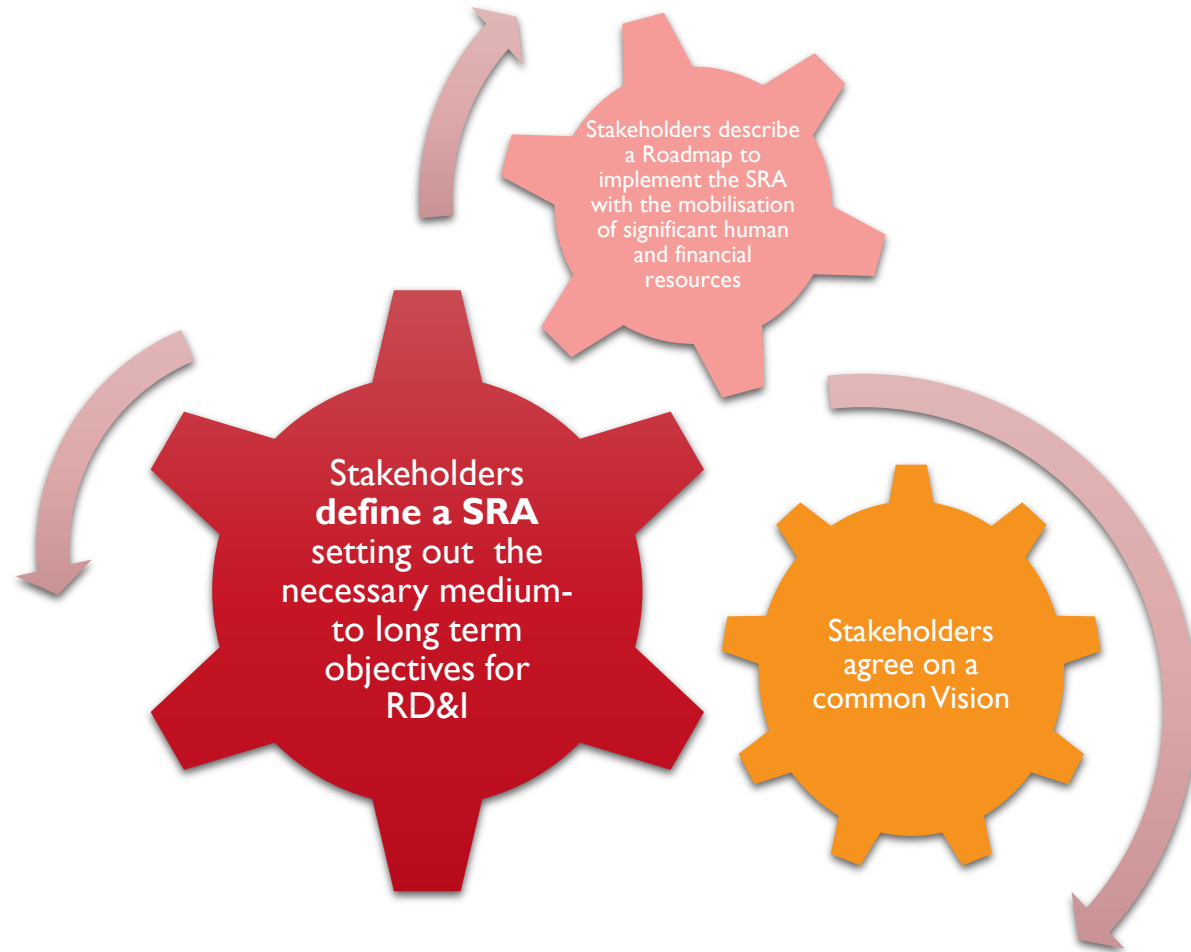 Stakeholders describe
a Roadmap to
implement the SRA
with the mobilisation
of significant human
and financial
resources
Stakeholders
define a SRA
setting out the
necessary medium-
to long term
objectives for
RD&I
Stakeholders
agree on a
common Vision